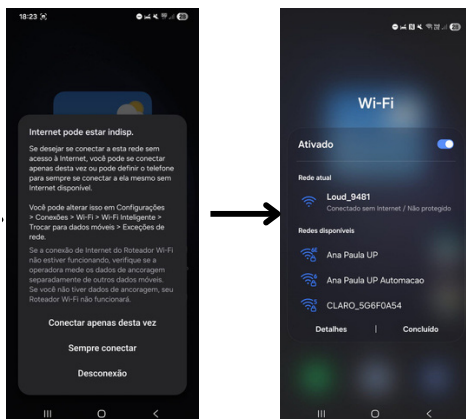 18:23
28
Internet pode estar indisp.
Se desejar se conectar a esta rede sem
acesso à Internet, você pode se conectar
apenas desta vez ou pode definir o telefone
para sempre se conectar a ela mesmo sem
Internet disponível.
Você pode alterar isso em Configurações
> Conexões > Wi-Fi > Wi-Fi Inteligente >
Trocar para dados móveis > Exceções de
rede.
Se a conexão de Internet do Roteador Wi-Fi
não estiver funcionando, verifique se a
operadora mede os dados de ancoragem
separadamente de outros dados móveis.
Se você não tiver dados de ancoragem, seu
Roteador Wi-Fi não funcionará.
Conectar apenas desta vez
Sempre conectar
Desconexão
28
Wi-Fi
Ativado
Rede atual
Loud_9481
Conectado sem Internet / Não protegido
Redes disponíveis
Ana Paula UP
Ana Paula UP Automacao
CLARO_5G6F0A54
Detalhes | Concluído